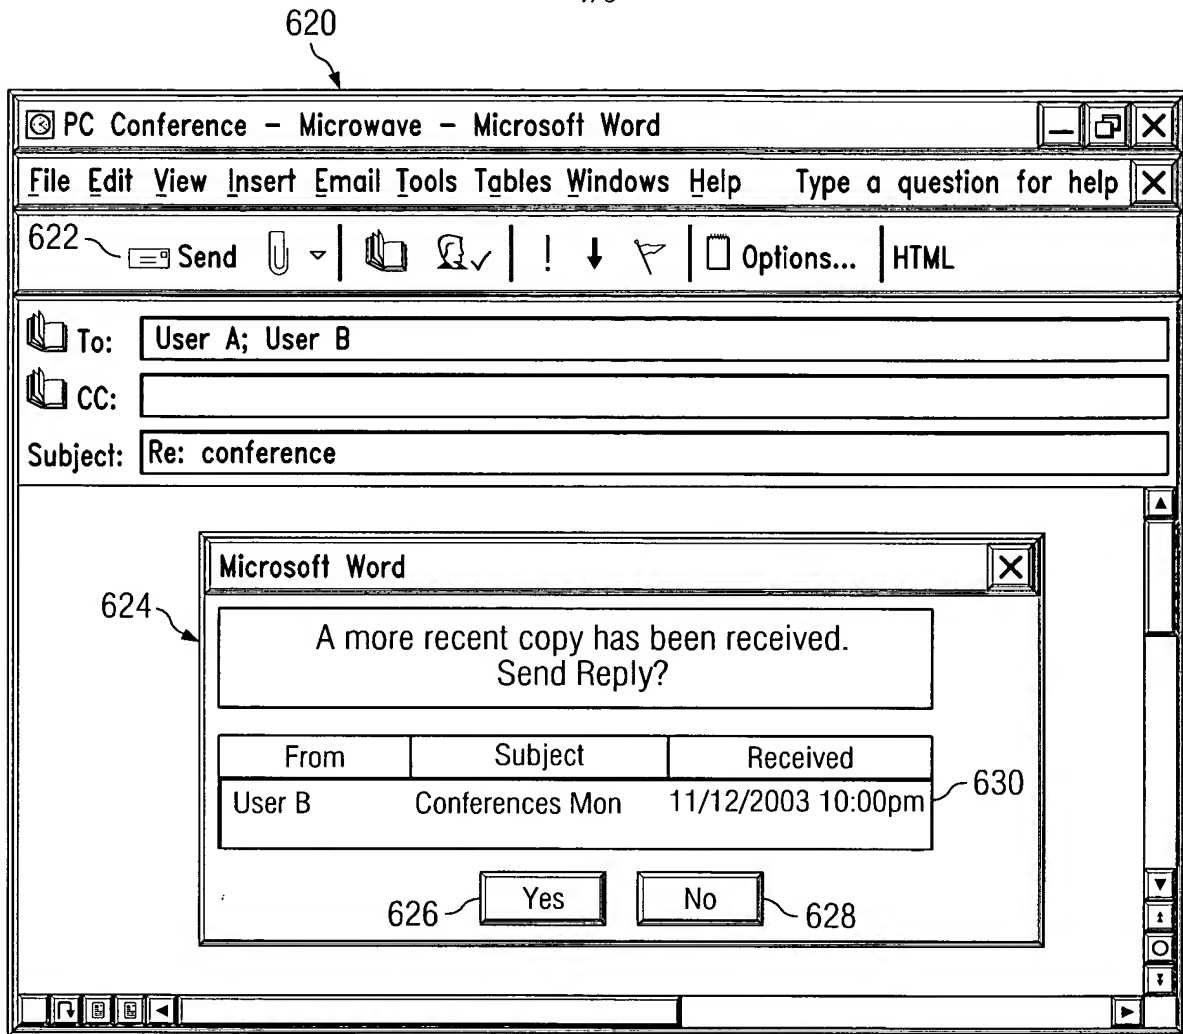 620
PC Conference – Microwave – Microsoft Word
File Edit View Insert Email Tools Tables Windows Help Type a question for help
622 Send Options... HTML
To: User A; User B
CC:
Subject: Re: conference
Microsoft Word
624
A more recent copy has been received.
Send Reply?
From Subject Received
User B Conferences Mon 11/12/2003 10:00pm 630
626 Yes No 628